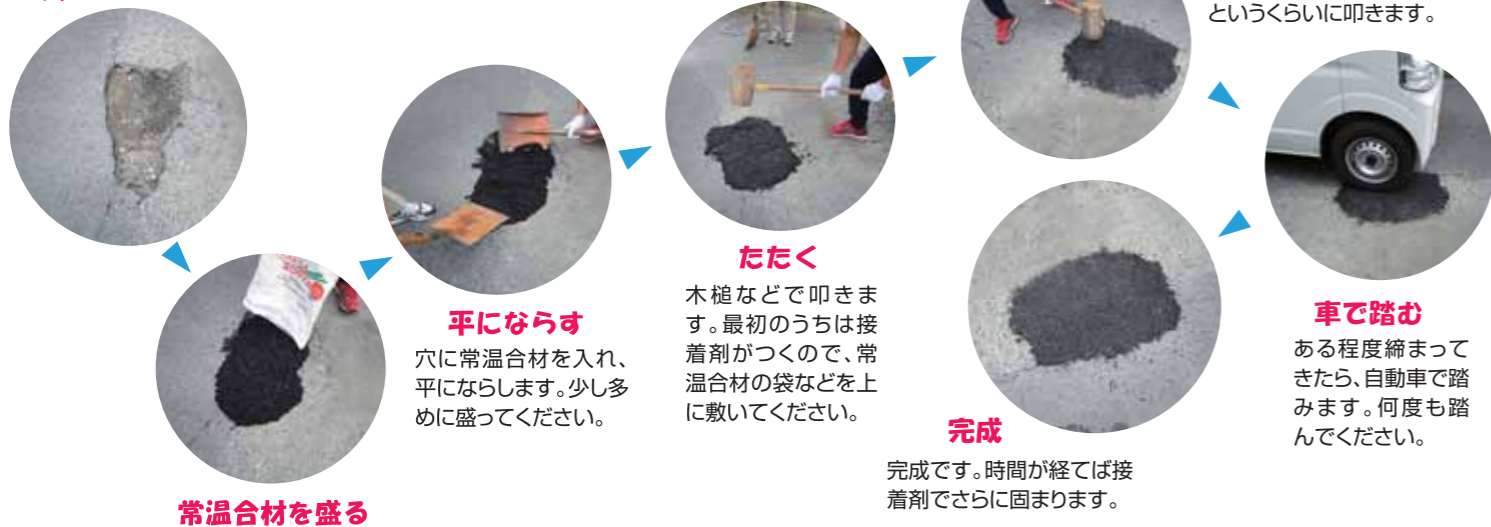 というくらいに叩きます。
常温合材を盛る
平にならす
穴に常温合材を入れ、
平にならします。少し多
めに盛ってください。
たたく
木槌などで叩きま
す。最初のうちは接
着剤がつくので、常
温合材の袋などを上
に敷いてください。
車で踏む
ある程度締まって
きたら、自動車で踏
みます。何度も踏
んでください。
完成
完成です。時間が経てば接
着剤でさらに固まります。